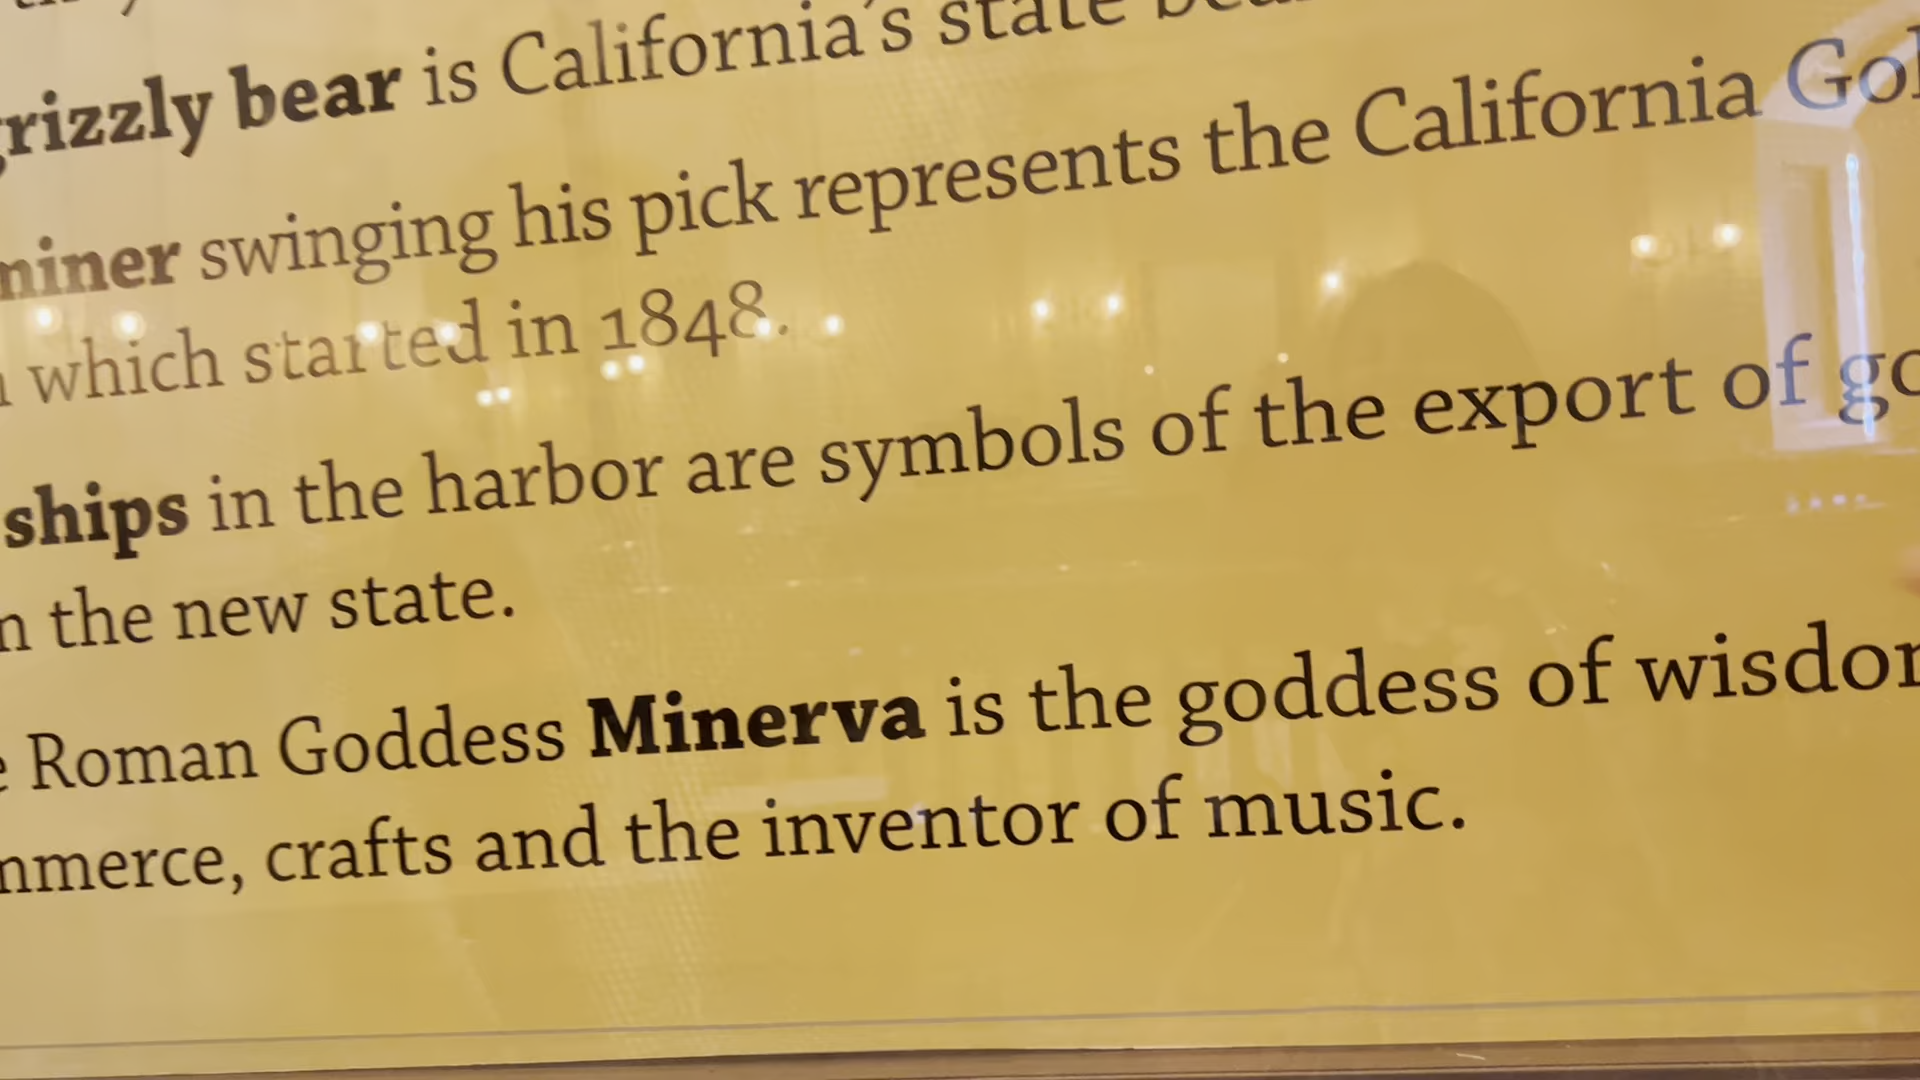 grizzly bear is California's state
miner swinging his pick represents the California
which started in 1848.
ships in the harbor are symbols of the export of
the new state.
Roman Goddess Minerva is the goddess of
crafts and the inventor of music.